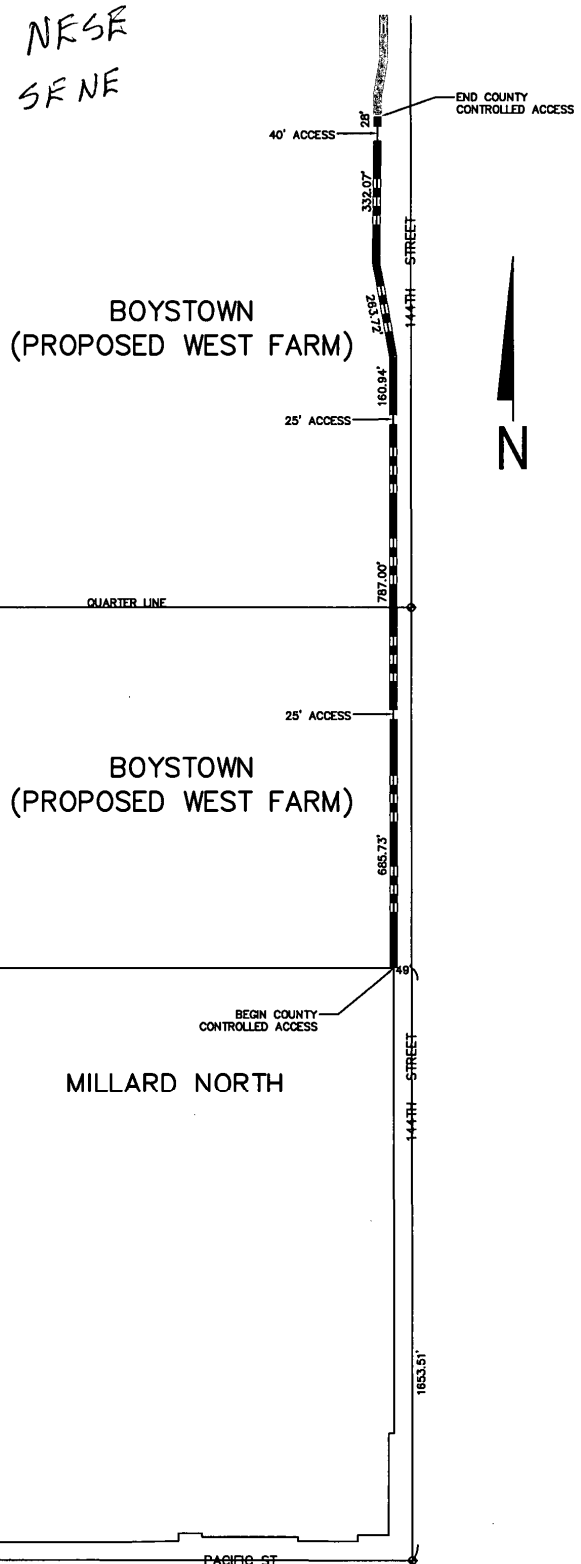 NESE
SE NE
END COUNTY
CONTROLLED ACCESS
28'
40' ACCESS
332.07'
144TH STREET
263.72'
BOYSTOWN
(PROPOSED WEST FARM)
160.94'
25' ACCESS
N
787.00'
QUARTER LINE
25' ACCESS
BOYSTOWN
(PROPOSED WEST FARM)
685.73'
49'
BEGIN COUNTY
CONTROLLED ACCESS
144TH STREET
MILLARD NORTH
1653.51'
PACIFIC ST